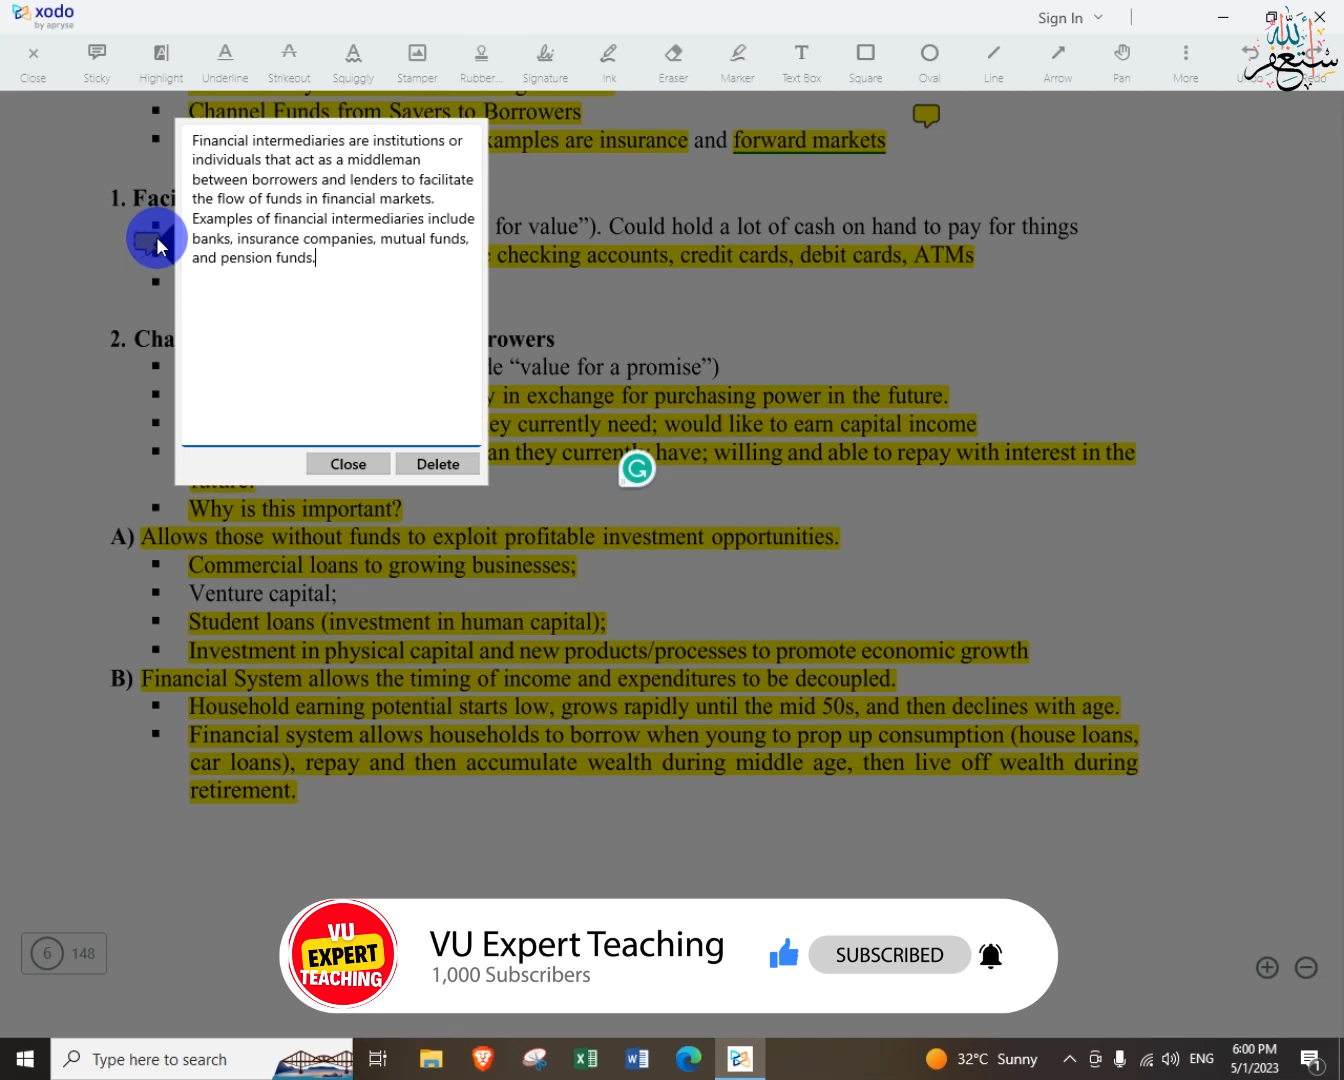 xodo
by apryse
Sign In
Close
Sticky
Highlight
Underline
Strikeout
Squiggly
Stamper
Rubber...
Signature
Ink
Eraser
Marker
Text Box
Square
Oval
Line
Arrow
Pan
More
Channel Funds from Savers to Borrowers
xamples are insurance and forward markets
Financial intermediaries are institutions or
individuals that act as a middleman
between borrowers and lenders to facilitate
the flow of funds in financial markets.
Examples of financial intermediaries include
banks, insurance companies, mutual funds,
and pension funds.
Close
Delete
1. Faci
for value”). Could hold a lot of cash on hand to pay for things
checking accounts, credit cards, debit cards, ATMs
2. Cha
rowers
de “value for a promise”)
y in exchange for purchasing power in the future.
ey currently need; would like to earn capital income
an they currently have; willing and able to repay with interest in the
future.
Why is this important?
A) Allows those without funds to exploit profitable investment opportunities.
Commercial loans to growing businesses;
Venture capital;
Student loans (investment in human capital);
Investment in physical capital and new products/processes to promote economic growth
B) Financial System allows the timing of income and expenditures to be decoupled.
Household earning potential starts low, grows rapidly until the mid 50s, and then declines with age.
Financial system allows households to borrow when young to prop up consumption (house loans,
car loans), repay and then accumulate wealth during middle age, then live off wealth during
retirement.
6 148
VU
EXPERT
TEACHING
VU Expert Teaching
1,000 Subscribers
SUBSCRIBED
Type here to search
32°C Sunny
ENG
6:00 PM
5/1/2023
1